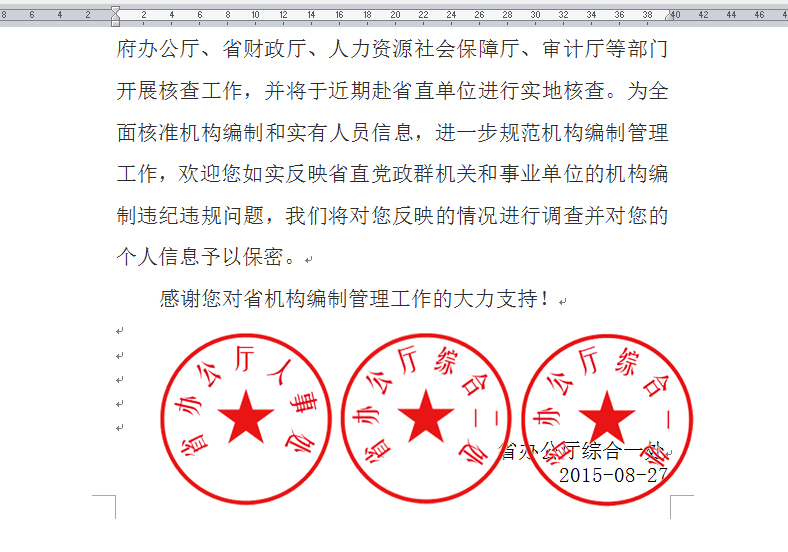 8 6 4 2 2 4 6 8 10 12 14 16 18 20 22 24 26 28 30 32 34 36 38 40 42 44 46 4
府办公厅、省财政厅、人力资源社会保障厅、审计厅等部门
开展核查工作，并将于近期赴省直单位进行实地核查。为全
面核准机构编制和实有人员信息，进一步规范机构编制管理
工作，欢迎您如实反映省直党政群机关和事业单位的机构编
制违纪违规问题，我们将对您反映的情况进行调查并对您的
个人信息予以保密。
感谢您对省机构编制管理工作的大力支持！
省办公厅人事处
省办公厅综合二处
省办公厅综合一处
省办公厅综合一处
2015-08-27